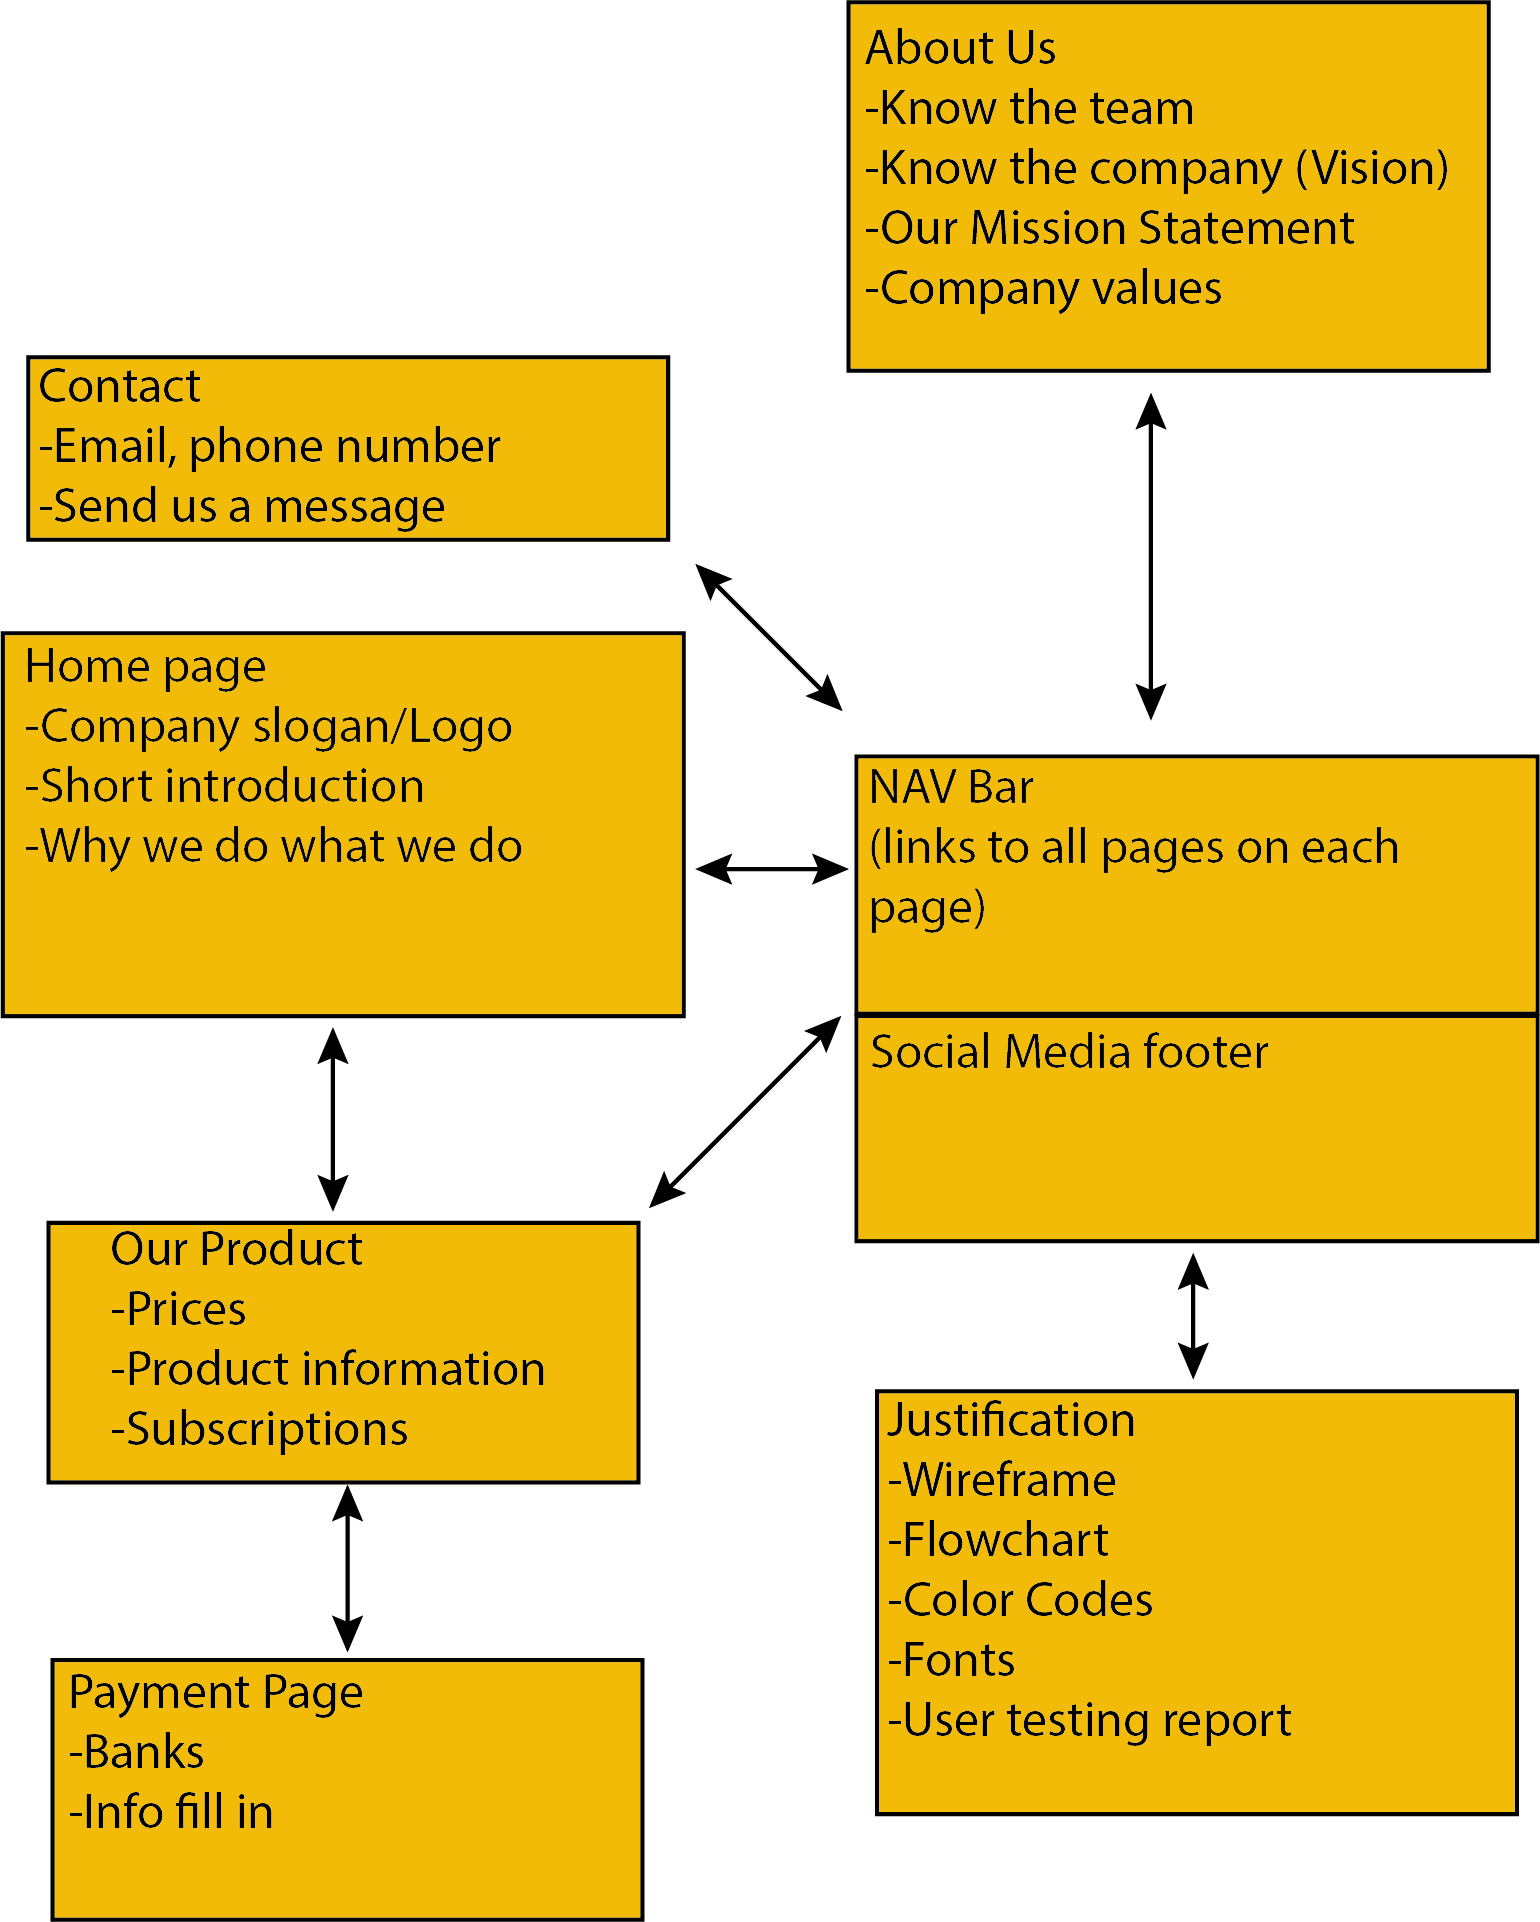 About Us
-Know the team
-Know the company (Vision)
-Our Mission Statement
-Company values
Contact
-Email, phone number
-Send us a message
Home page
-Company slogan/Logo
-Short introduction
-Why we do what we do
NAV Bar
(links to all pages on each
page)
Social Media footer
Our Product
-Prices
-Product information
-Subscriptions
Justification
-Wireframe
-Flowchart
-Color Codes
-Fonts
-User testing report
Payment Page
-Banks
-Info fill in